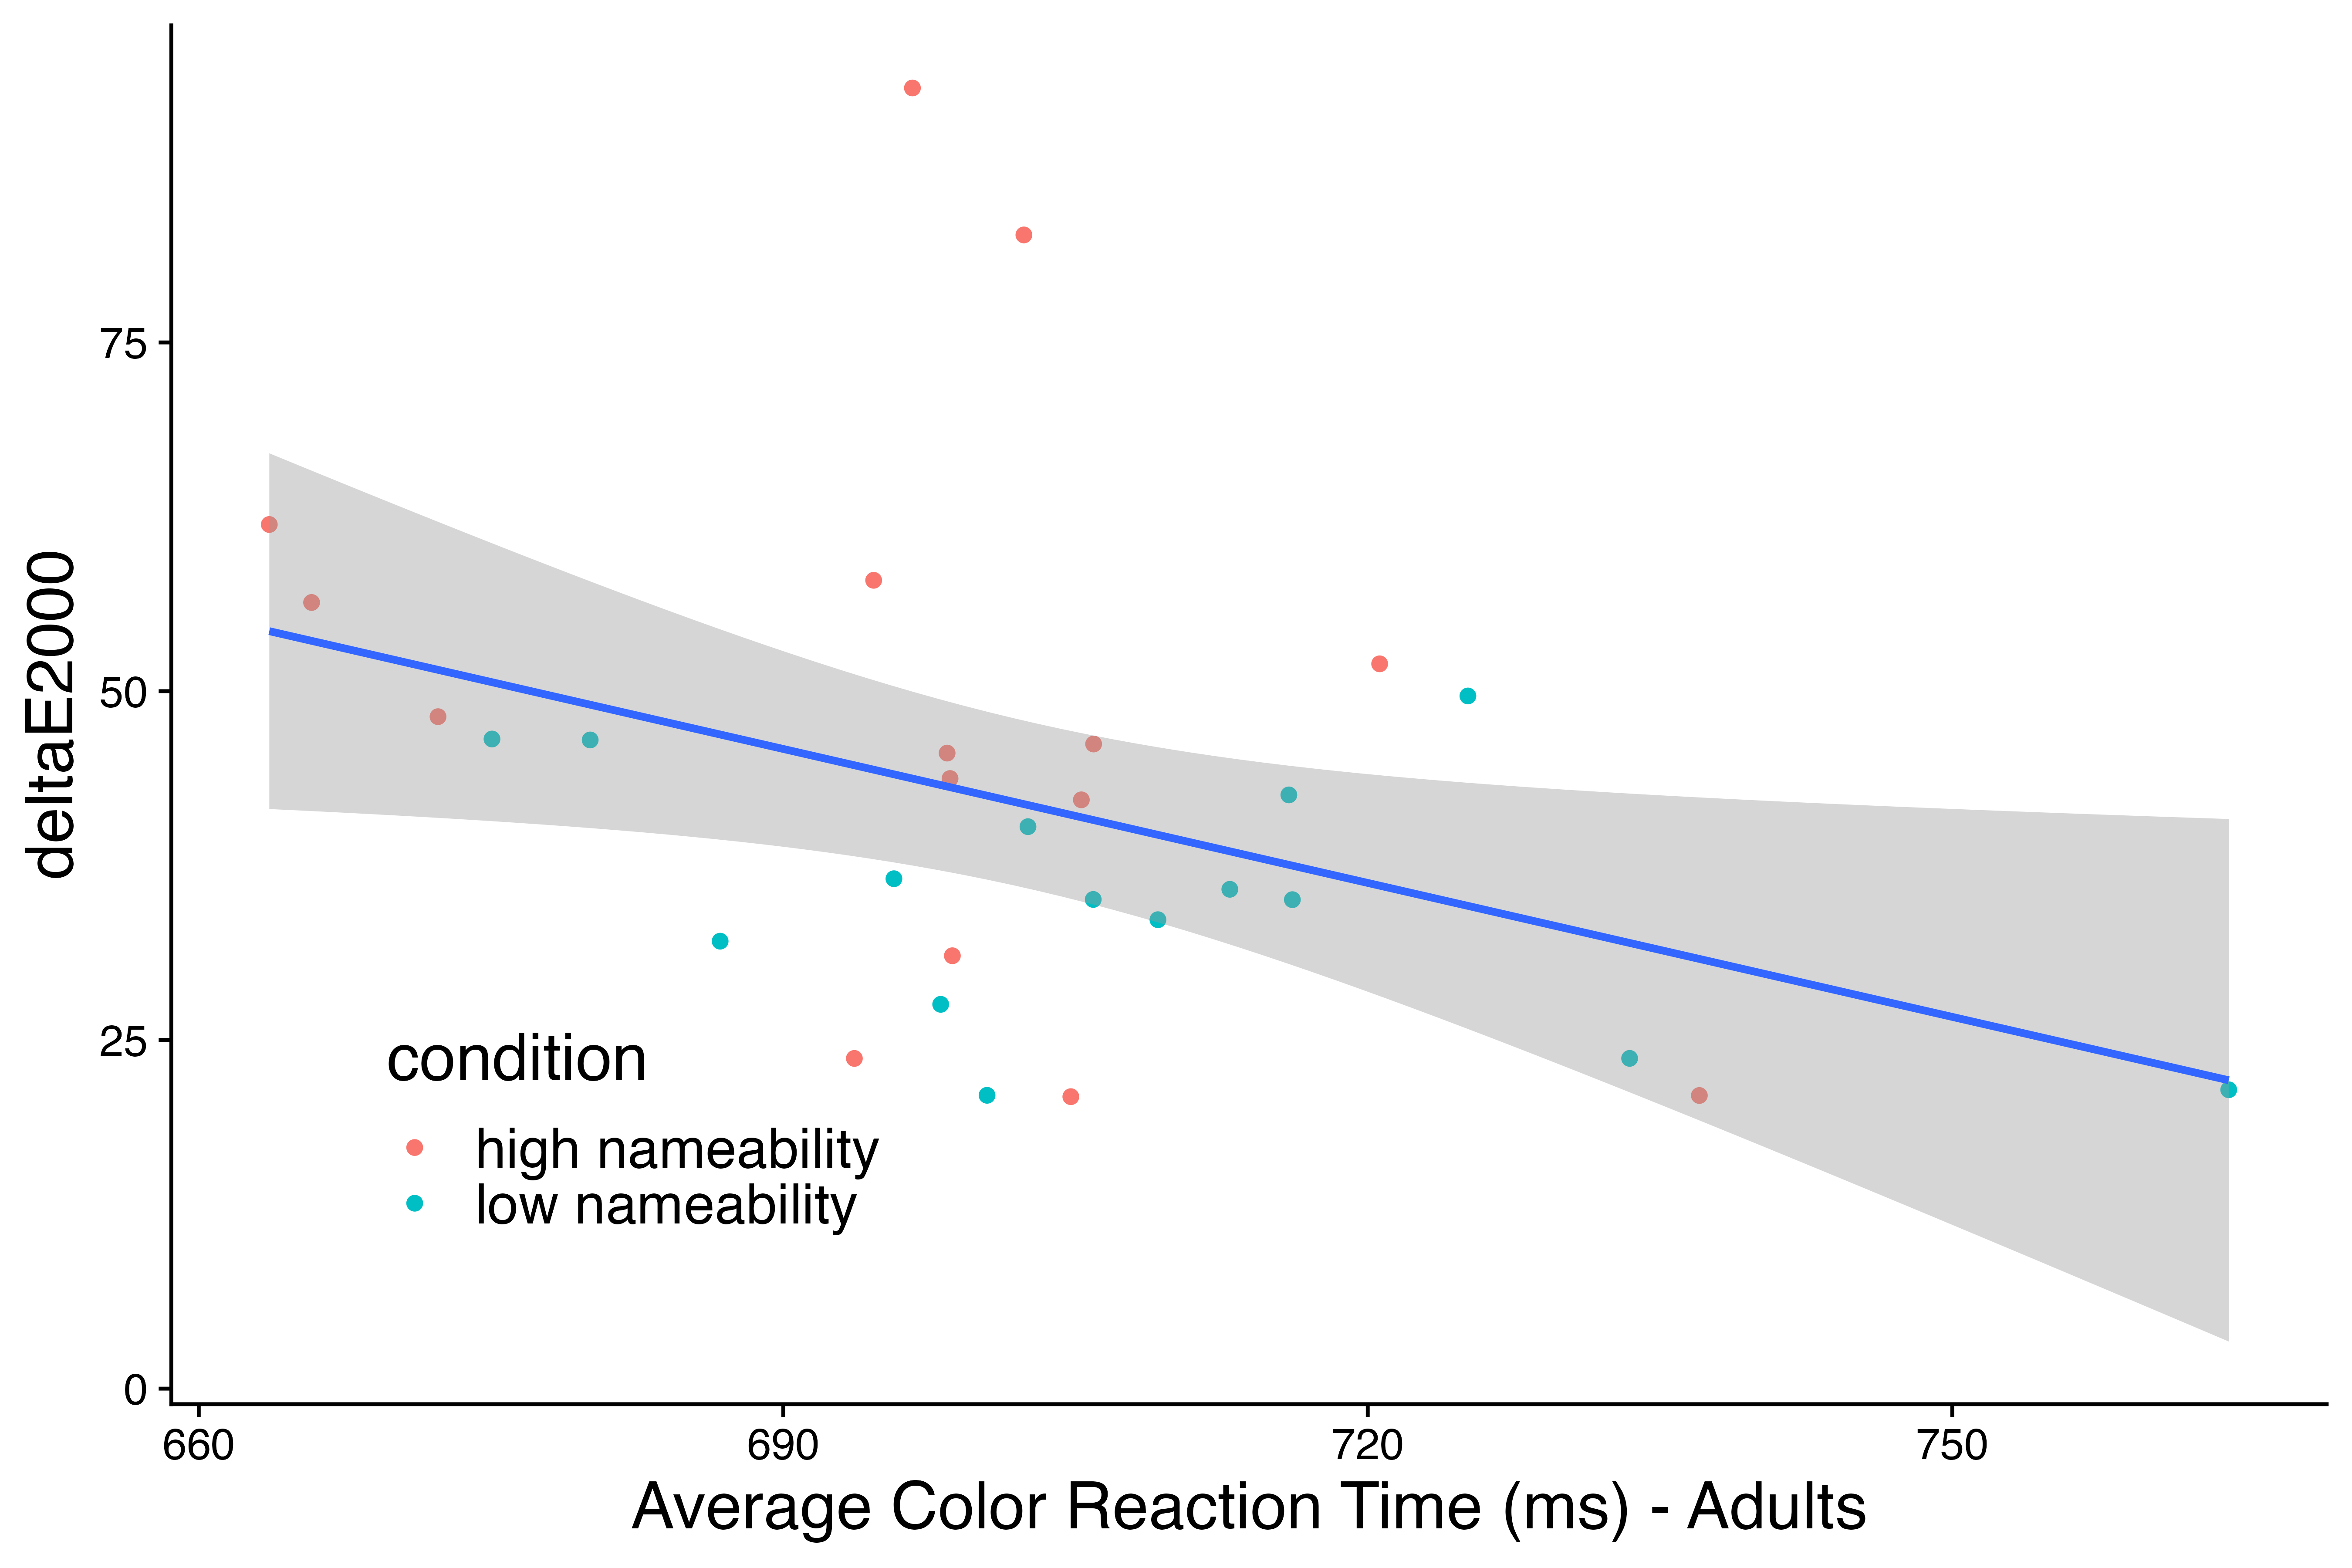 75
50
25
0
deltaE2000
condition
high nameability
low nameability
660 690 720 750
Average Color Reaction Time (ms) - Adults